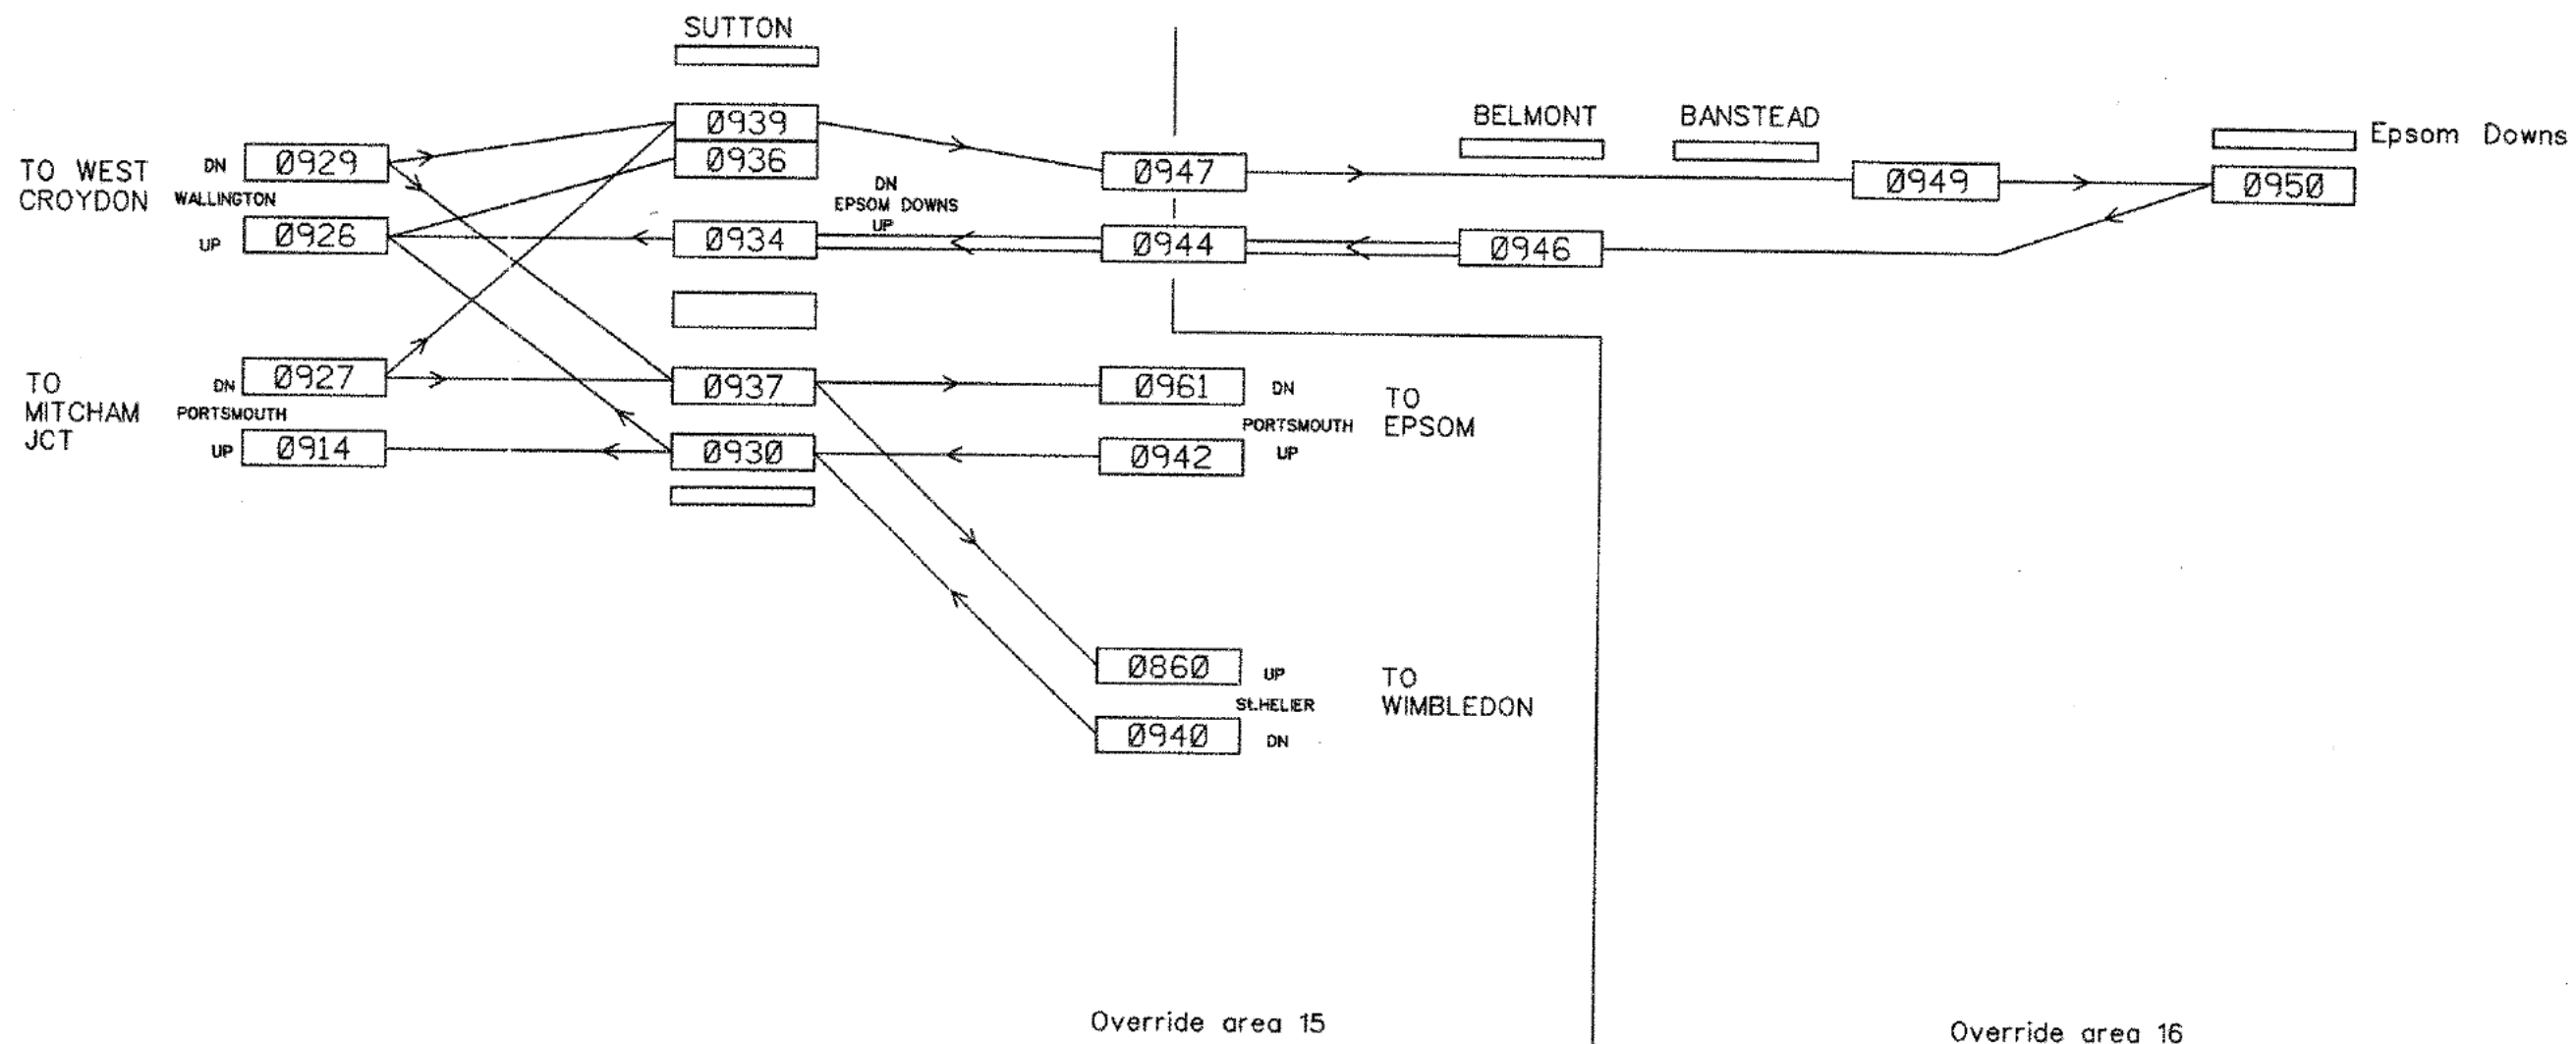 SUTTON
0939
0936
TO WEST
CROYDON
DN
0929
WALLINGTON
UP
0926
DN
EPSOM DOWNS
UP
0934
0947
0944
BELMONT
BANSTEAD
0946
0949
0950
Epsom Downs
TO
MITCHAM
JCT
DN
0927
PORTSMOUTH
UP
0914
0937
0930
0961
DN
PORTSMOUTH
0942
UP
TO
EPSOM
0860
UP
St.HELIER
0940
DN
TO
WIMBLEDON
Override area 15
Override area 16